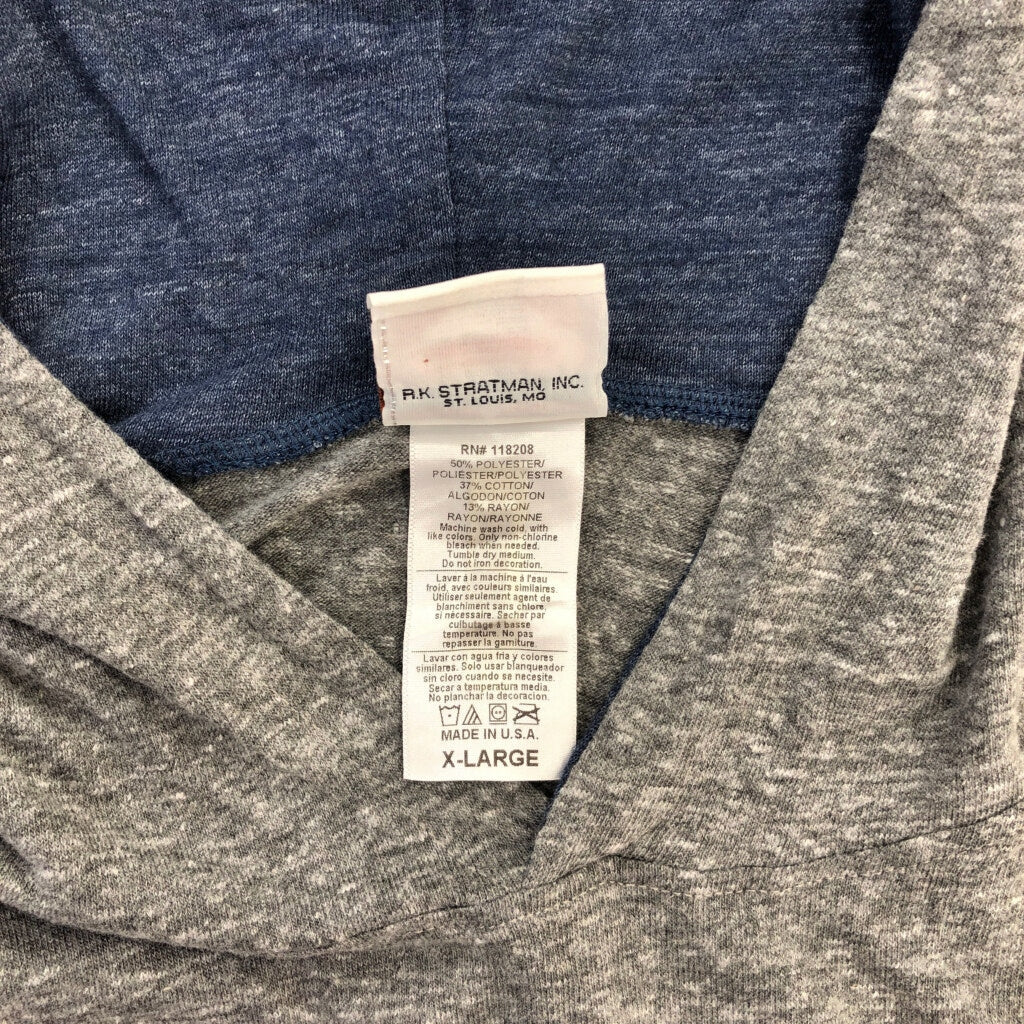 R.K. STRATMAN, INC.
ST. LOUIS, MO
RN# 118208
50% POLYESTER/
POLIESTER/POLYESTER
37% COTTON/
ALGODON/COTON
13% RAYON/
RAYON/RAYONNE
Machine wash cold, with
like colors. Only non-chlorine
bleach when needed.
Tumble dry medium.
Do not iron decoration.
Laver à la machine à l'eau
froid, avec couleurs similaires.
Utiliser seulement agent de
blanchiment sans chlore,
si nécessaire. Secher par
culbutage à basse
temperature. No pas
repasser la garniture.
Lavar con agua fria y colores
similares. Solo usar blanqueador
sin cloro cuando se necesite.
Secar a temperatura media.
No planchar la decoracion.
MADE IN U.S.A.
X-LARGE